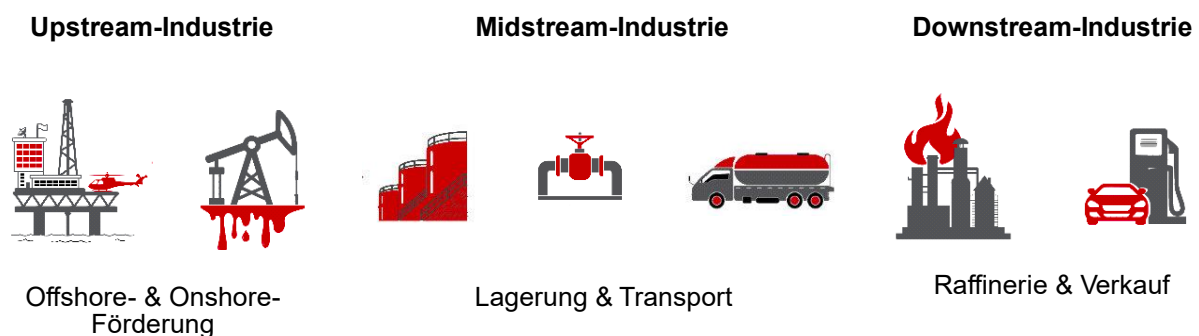 Upstream-Industrie
Midstream-Industrie
Downstream-Industrie
Offshore- & Onshore-
Förderung
Lagerung & Transport
Raffinerie & Verkauf